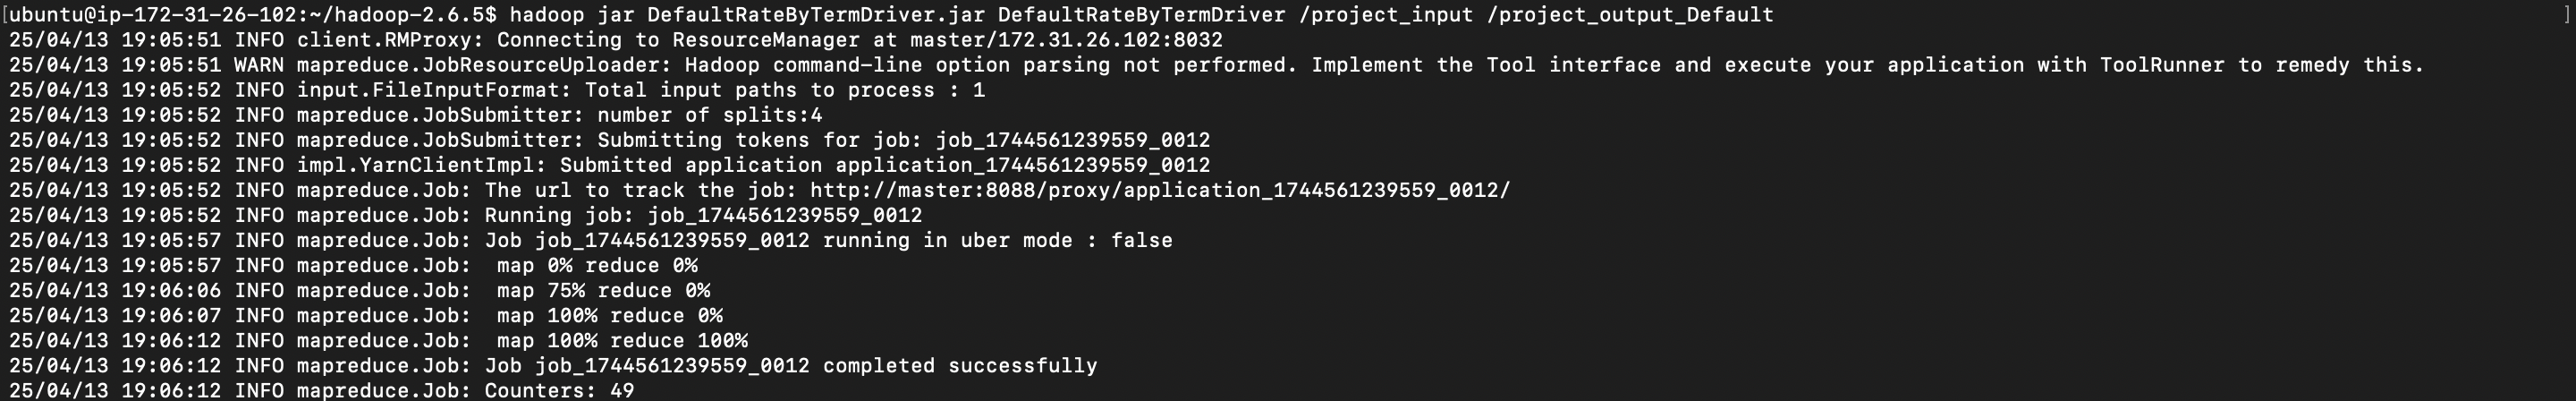 [ubuntu@ip-172-31-26-102:~/hadoop-2.6.5$ hadoop jar DefaultRateByTermDriver.jar DefaultRateByTermDriver /project_input /project_output_Default ]
25/04/13 19:05:51 INFO client.RMProxy: Connecting to ResourceManager at master/172.31.26.102:8032
25/04/13 19:05:51 WARN mapreduce.JobResourceUploader: Hadoop command-line option parsing not performed. Implement the Tool interface and execute your application with ToolRunner to remedy this.
25/04/13 19:05:52 INFO input.FileInputFormat: Total input paths to process : 1
25/04/13 19:05:52 INFO mapreduce.JobSubmitter: number of splits:4
25/04/13 19:05:52 INFO mapreduce.JobSubmitter: Submitting tokens for job: job_1744561239559_0012
25/04/13 19:05:52 INFO impl.YarnClientImpl: Submitted application application_1744561239559_0012
25/04/13 19:05:52 INFO mapreduce.Job: The url to track the job: http://master:8088/proxy/application_1744561239559_0012/
25/04/13 19:05:52 INFO mapreduce.Job: Running job: job_1744561239559_0012
25/04/13 19:05:57 INFO mapreduce.Job: Job job_1744561239559_0012 running in uber mode : false
25/04/13 19:05:57 INFO mapreduce.Job:  map 0% reduce 0%
25/04/13 19:06:06 INFO mapreduce.Job:  map 75% reduce 0%
25/04/13 19:06:07 INFO mapreduce.Job:  map 100% reduce 0%
25/04/13 19:06:12 INFO mapreduce.Job:  map 100% reduce 100%
25/04/13 19:06:12 INFO mapreduce.Job: Job job_1744561239559_0012 completed successfully
25/04/13 19:06:12 INFO mapreduce.Job: Counters: 49